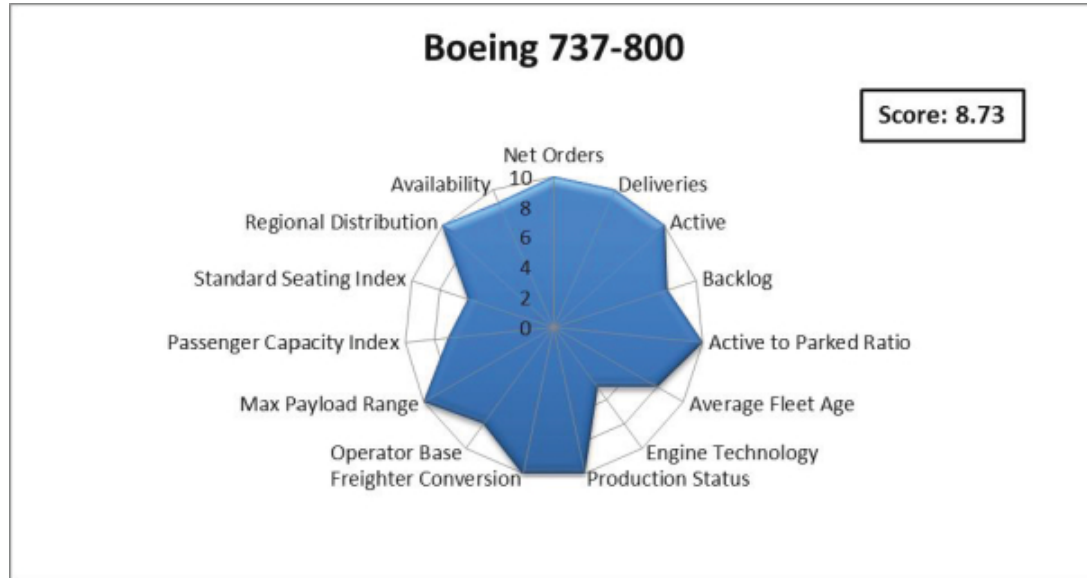 Boeing 737-800
Score: 8.73
Net Orders
10
Availability
Deliveries
8
Regional Distribution
Active
6
Standard Seating Index
4
Backlog
2
Passenger Capacity Index
0
Active to Parked Ratio
Max Payload Range
Average Fleet Age
Operator Base
Engine Technology
Freighter Conversion
Production Status